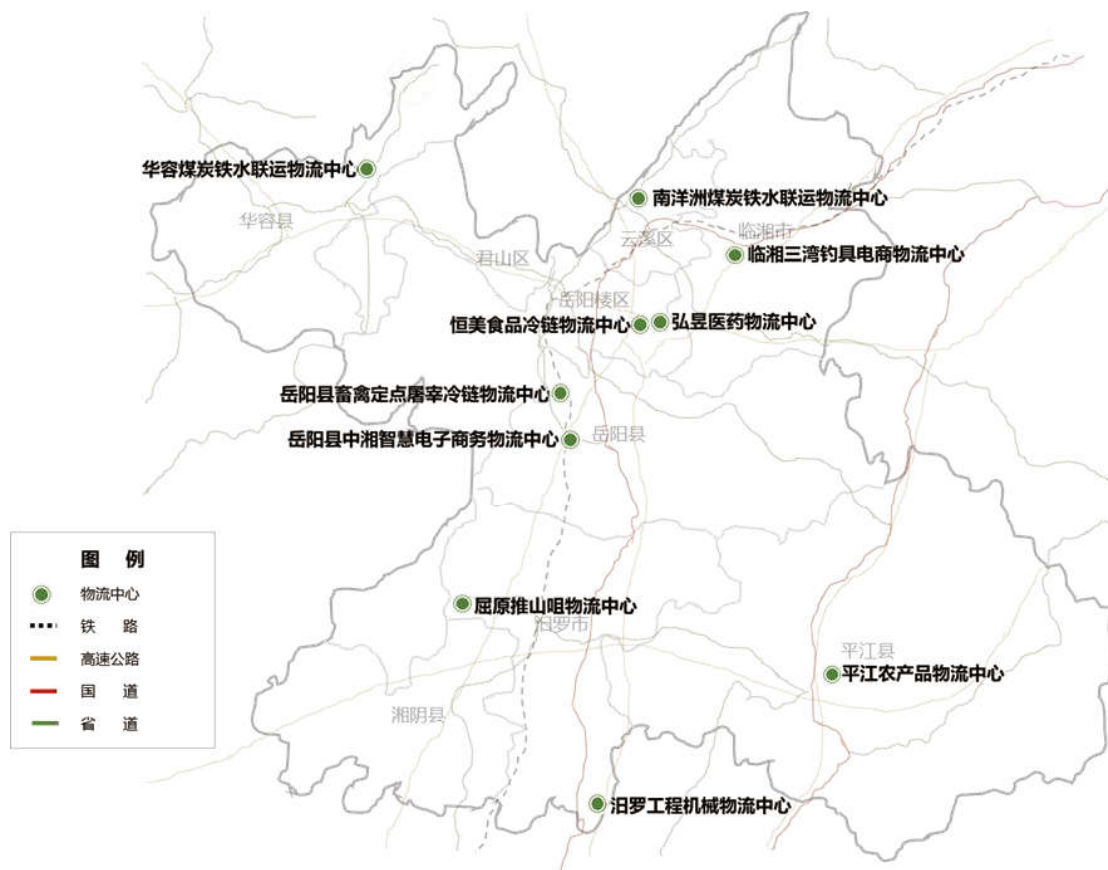 华容煤炭铁水联运物流中心
南洋洲煤炭铁水联运物流中心
华容县
云溪区
临湘市
君山区
临湘三湾钓具电商物流中心
岳阳楼区
恒美食品冷链物流中心
弘昱医药物流中心
岳阳县畜禽定点屠宰冷链物流中心
岳阳县中湘智慧电子商务物流中心
岳阳县
图 例
物流中心
铁 路
高速公路
国 道
省 道
屈原推山咀物流中心
汨罗市
平江县
平江农产品物流中心
湘阴县
汨罗工程机械物流中心